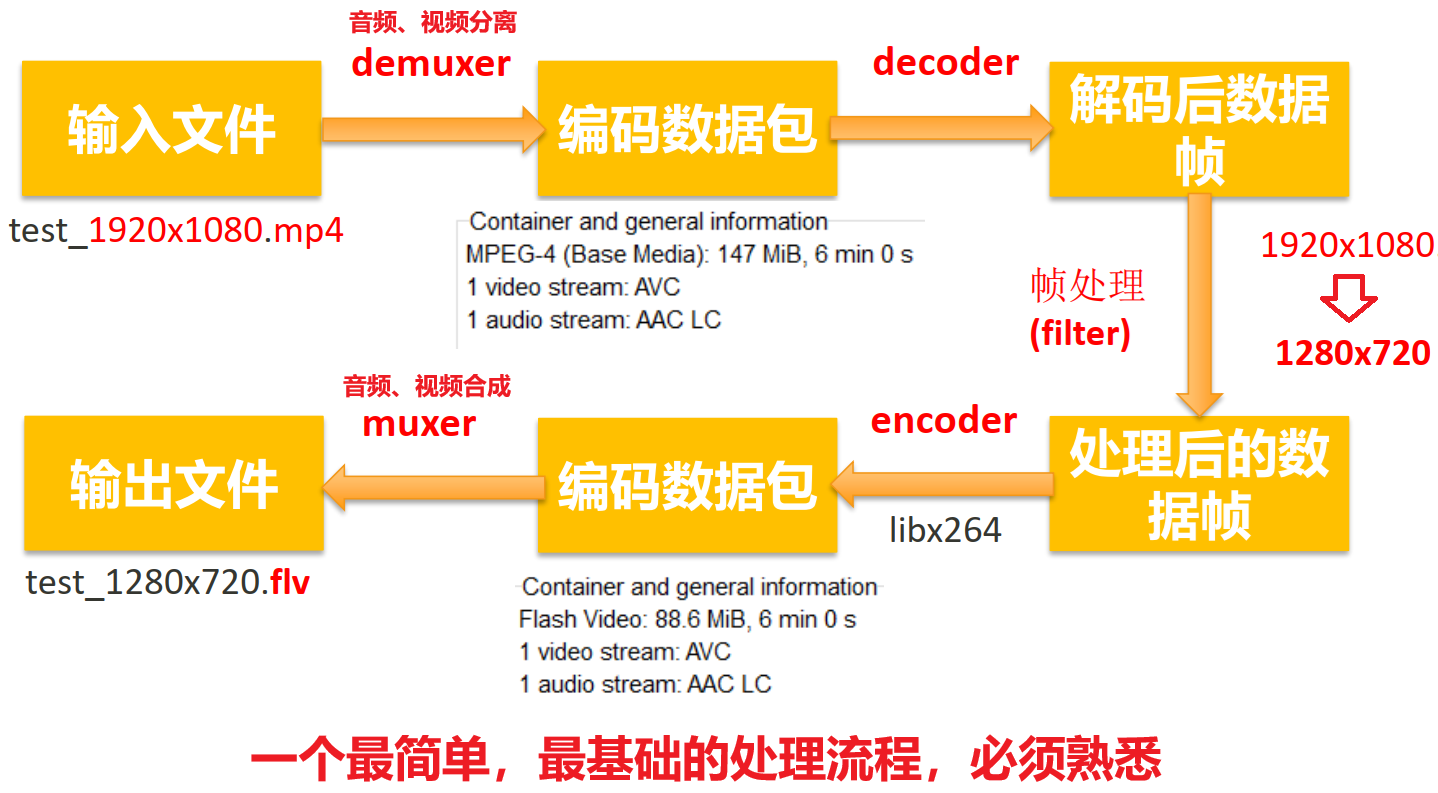 音频、视频分离
demuxer
decoder
输入文件
编码数据包
解码后数据
帧
test_1920x1080.mp4
Container and general information
MPEG-4 (Base Media): 147 MiB, 6 min 0 s
1 video stream: AVC
1 audio stream: AAC LC
帧处理
(filter)
1920x1080
1280x720
音频、视频合成
muxer
encoder
输出文件
编码数据包
处理后的数
据帧
libx264
test_1280x720.flv
Container and general information
Flash Video: 88.6 MiB, 6 min 0 s
1 video stream: AVC
1 audio stream: AAC LC
一个最简单，最基础的处理流程，必须熟悉